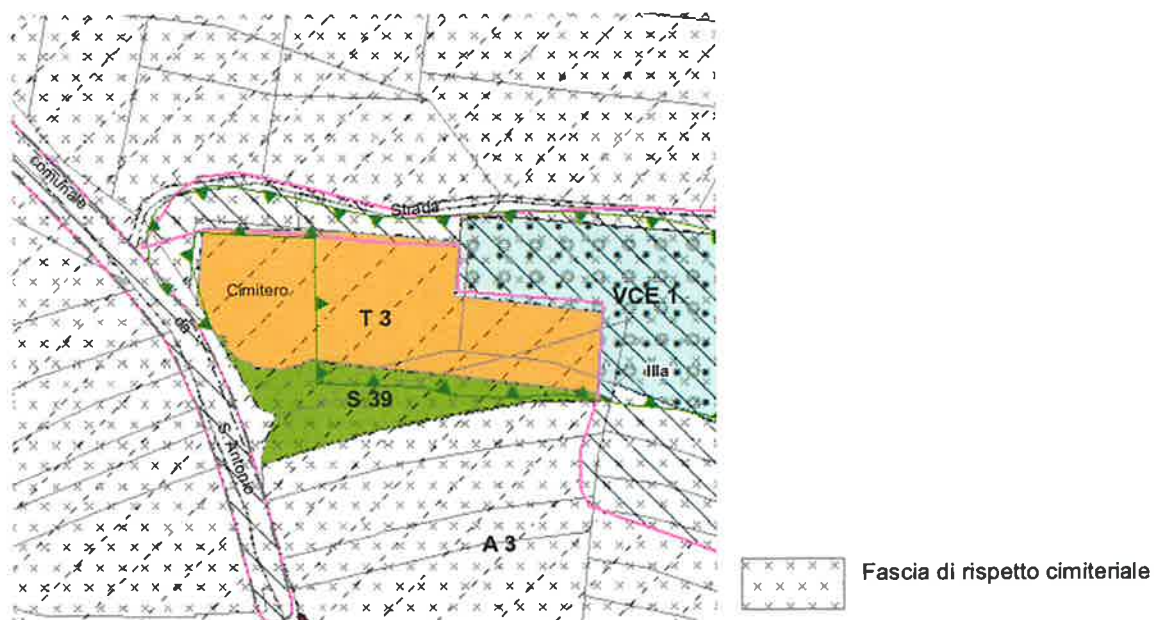 comunale
Strada
Cimitero
T 3
VCE 1
da
IIIa
S 39
S. Antonio
A 3
Fascia di rispetto cimiteriale